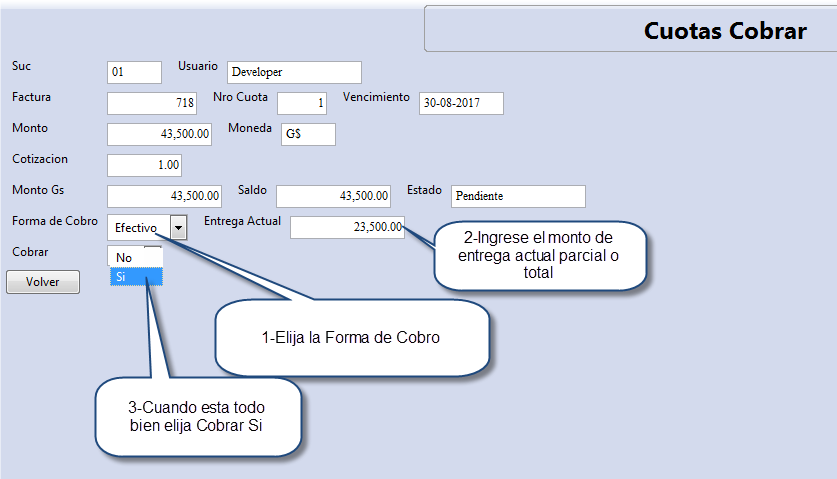 Cuotas Cobrar
Suc 01 Usuario Developer
Factura 718 Nro Cuota 1 Vencimiento 30-08-2017
Monto 43,500.00 Moneda G$
Cotizacion 1.00
Monto Gs 43,500.00 Saldo 43,500.00 Estado Pendiente
Forma de Cobro Efectivo Entrega Actual 23,500.00
Cobrar No
Si
Volver
2-Ingrese el monto de
entrega actual parcial o
total
1-Elija la Forma de Cobro
3-Cuando esta todo
bien elija Cobrar Si